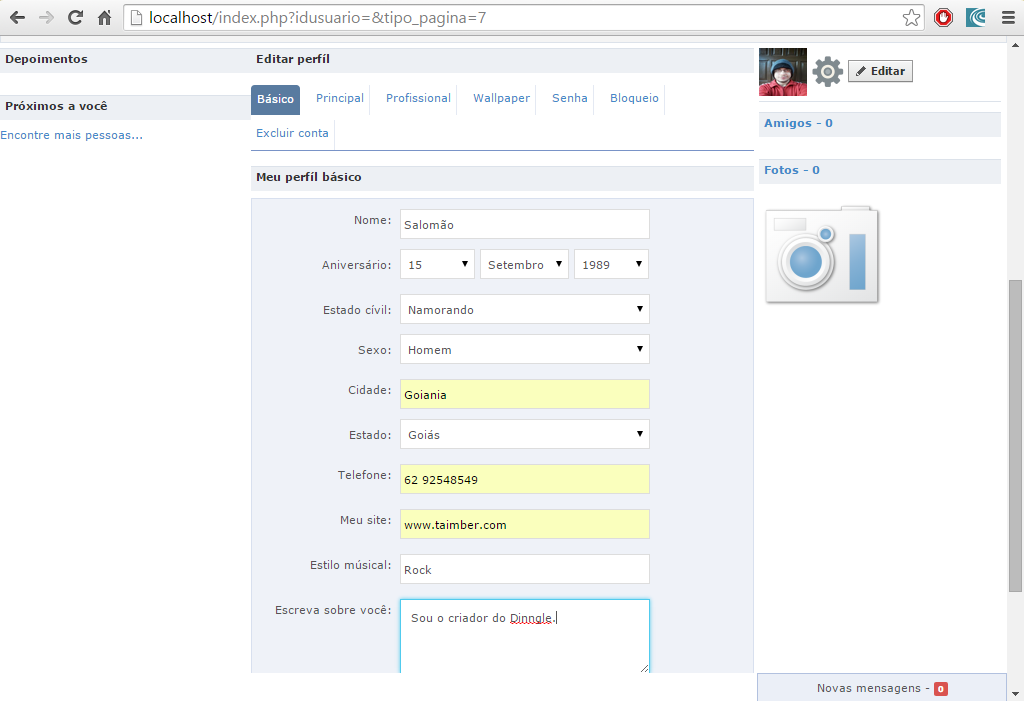 localhost/index.php?idusuario=&tipo_pagina=7
Depoimentos
Próximos a você
Encontre mais pessoas...
Editar perfíl
Básico Principal Profissional Wallpaper Senha Bloqueio
Excluir conta
Meu perfíl básico
Nome: Salomão
Aniversário: 15 Setembro 1989
Estado cívil: Namorando
Sexo: Homem
Cidade: Goiania
Estado: Goiás
Telefone: 62 92548549
Meu site: www.taimber.com
Estilo músical: Rock
Escreva sobre você: Sou o criador do Dinngle.
Editar
Amigos - 0
Fotos - 0
Novas mensagens - 0